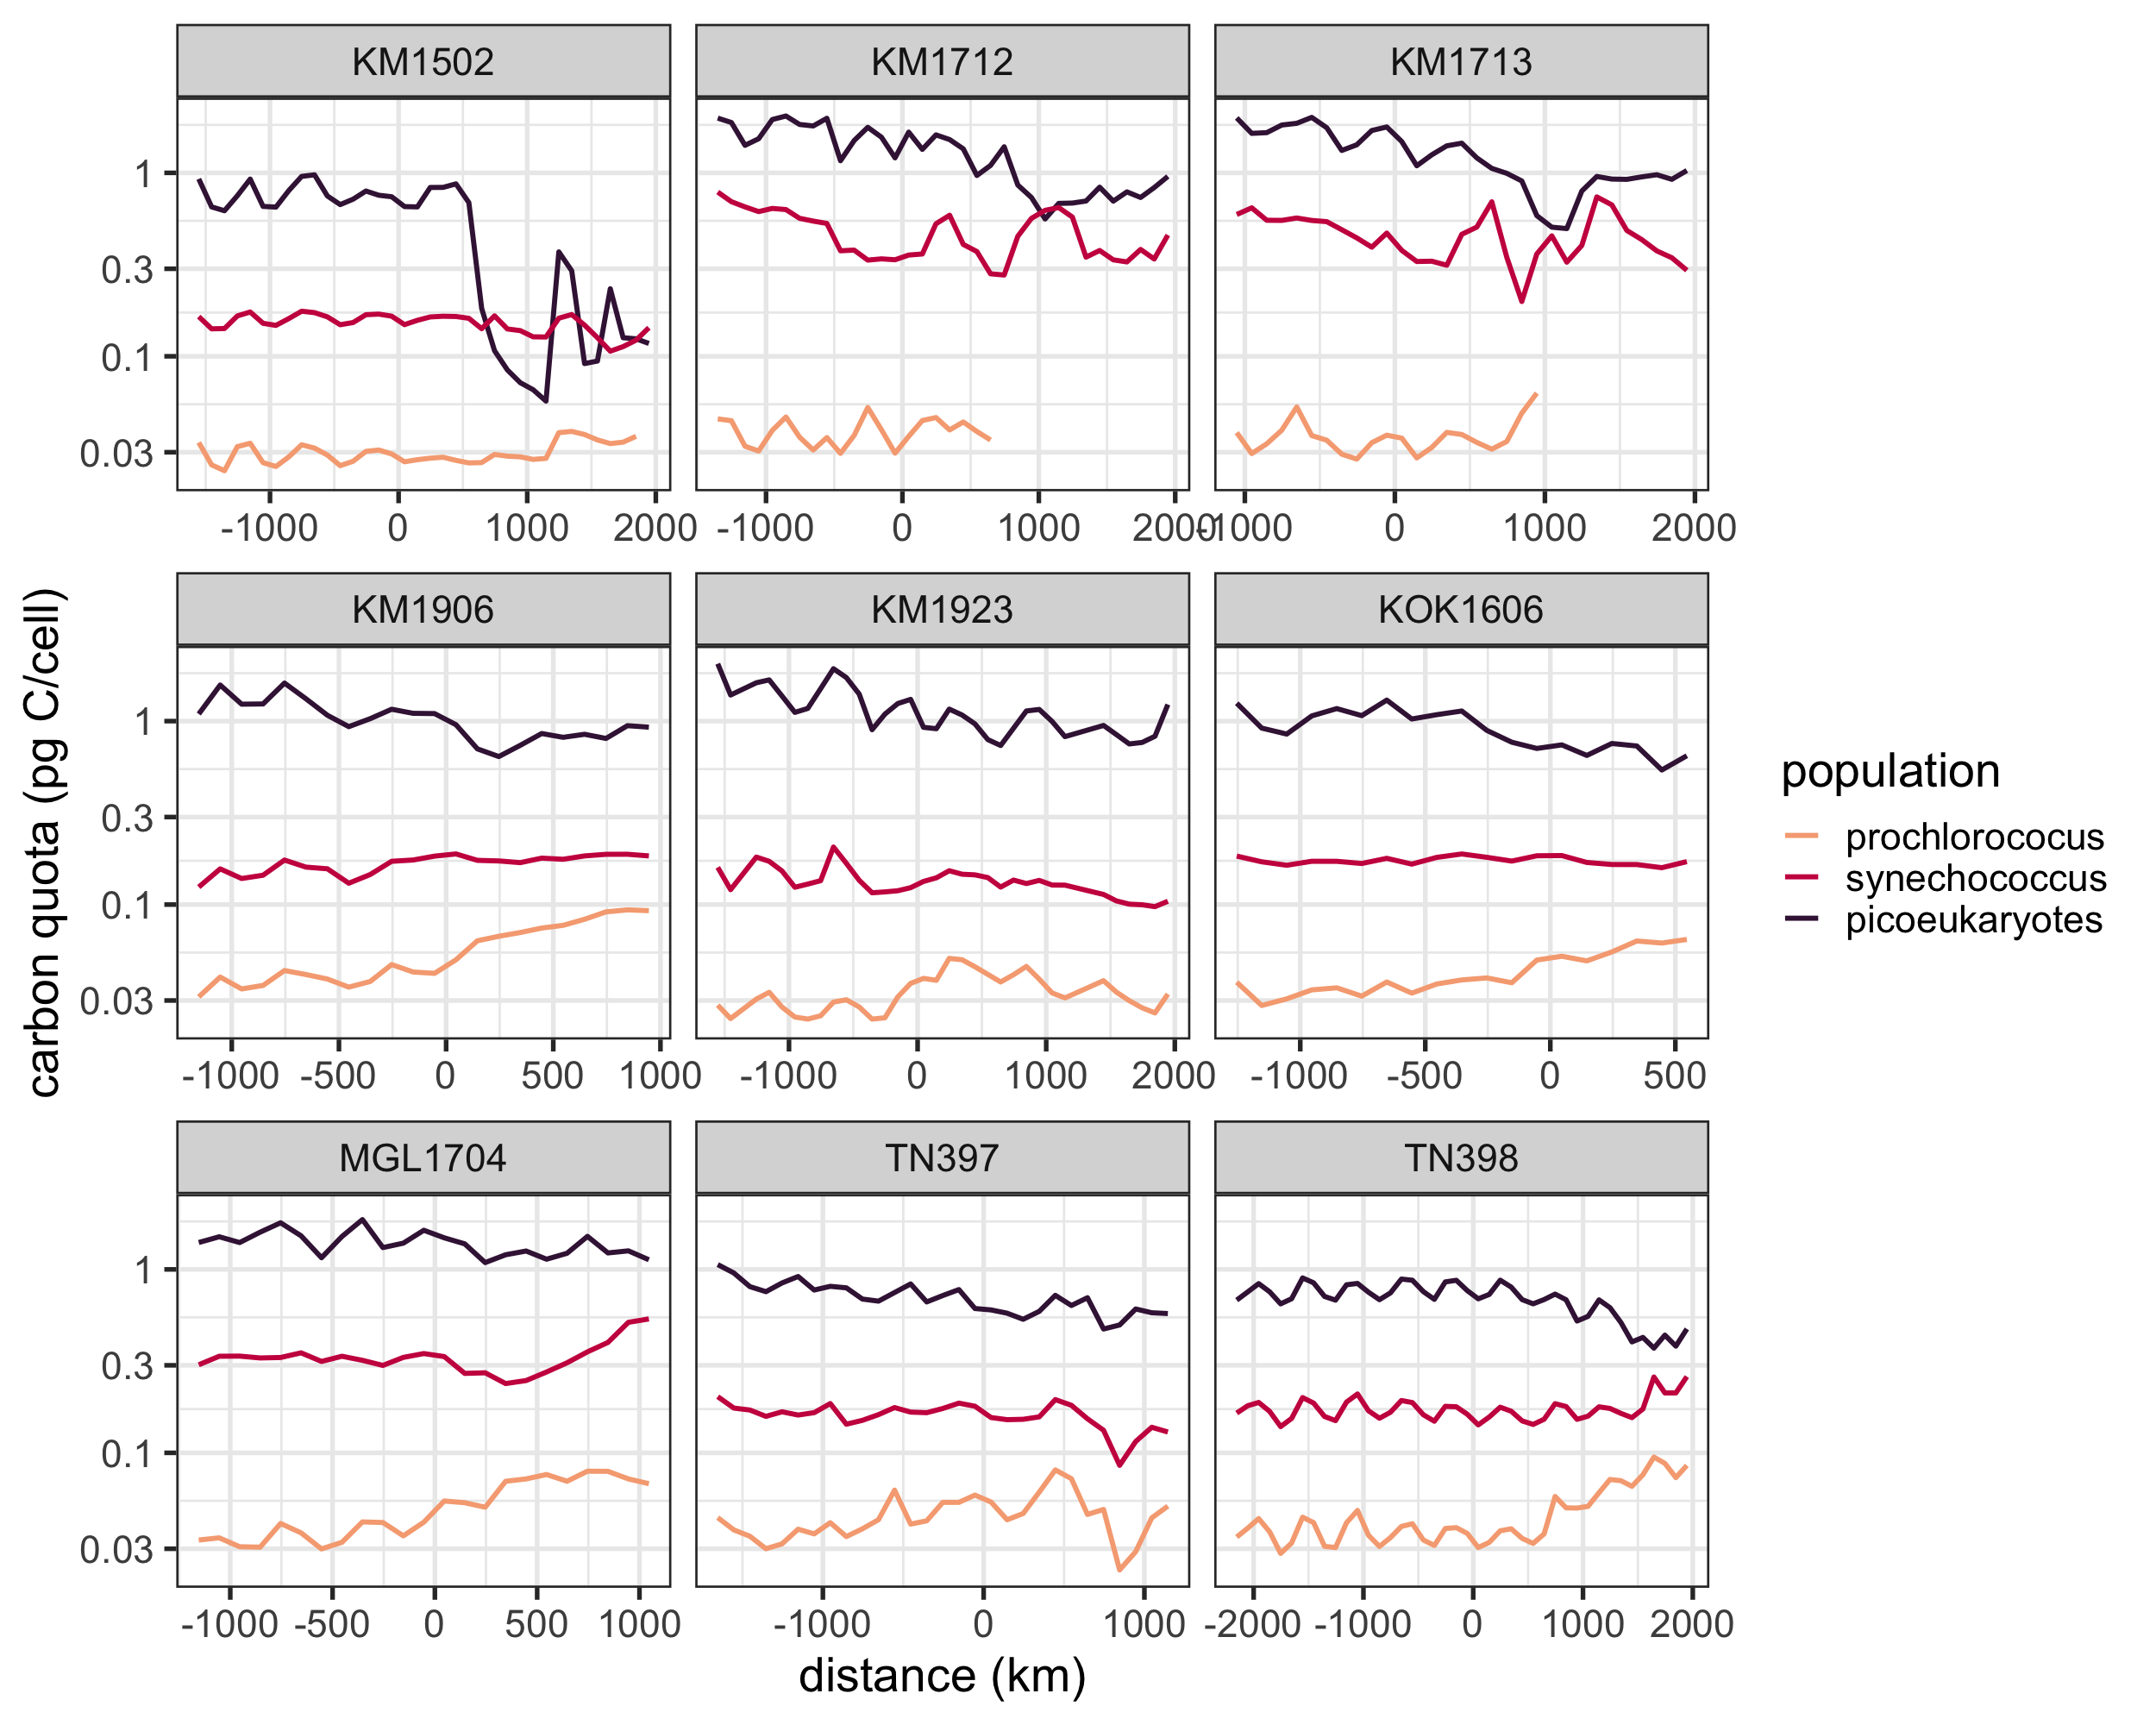 KM1502 KM1712 KM1713
1
0.3
0.1
0.03
-1000 0 1000 2000 -1000 0 1000 2000 -1000 0 1000 2000
KM1906 KM1923 KOK1606
1
0.3
0.1
0.03
-1000 -500 0 500 1000 -1000 0 1000 2000 -1000 -500 0 500
MGL1704 TN397 TN398
1
0.3
0.1
0.03
-1000 -500 0 500 1000 -1000 0 1000 -2000 -1000 0 1000 2000
distance (km)
carbon quota (pg C/cell)
population
prochlorococus
synechococcus
picoeukaryotes